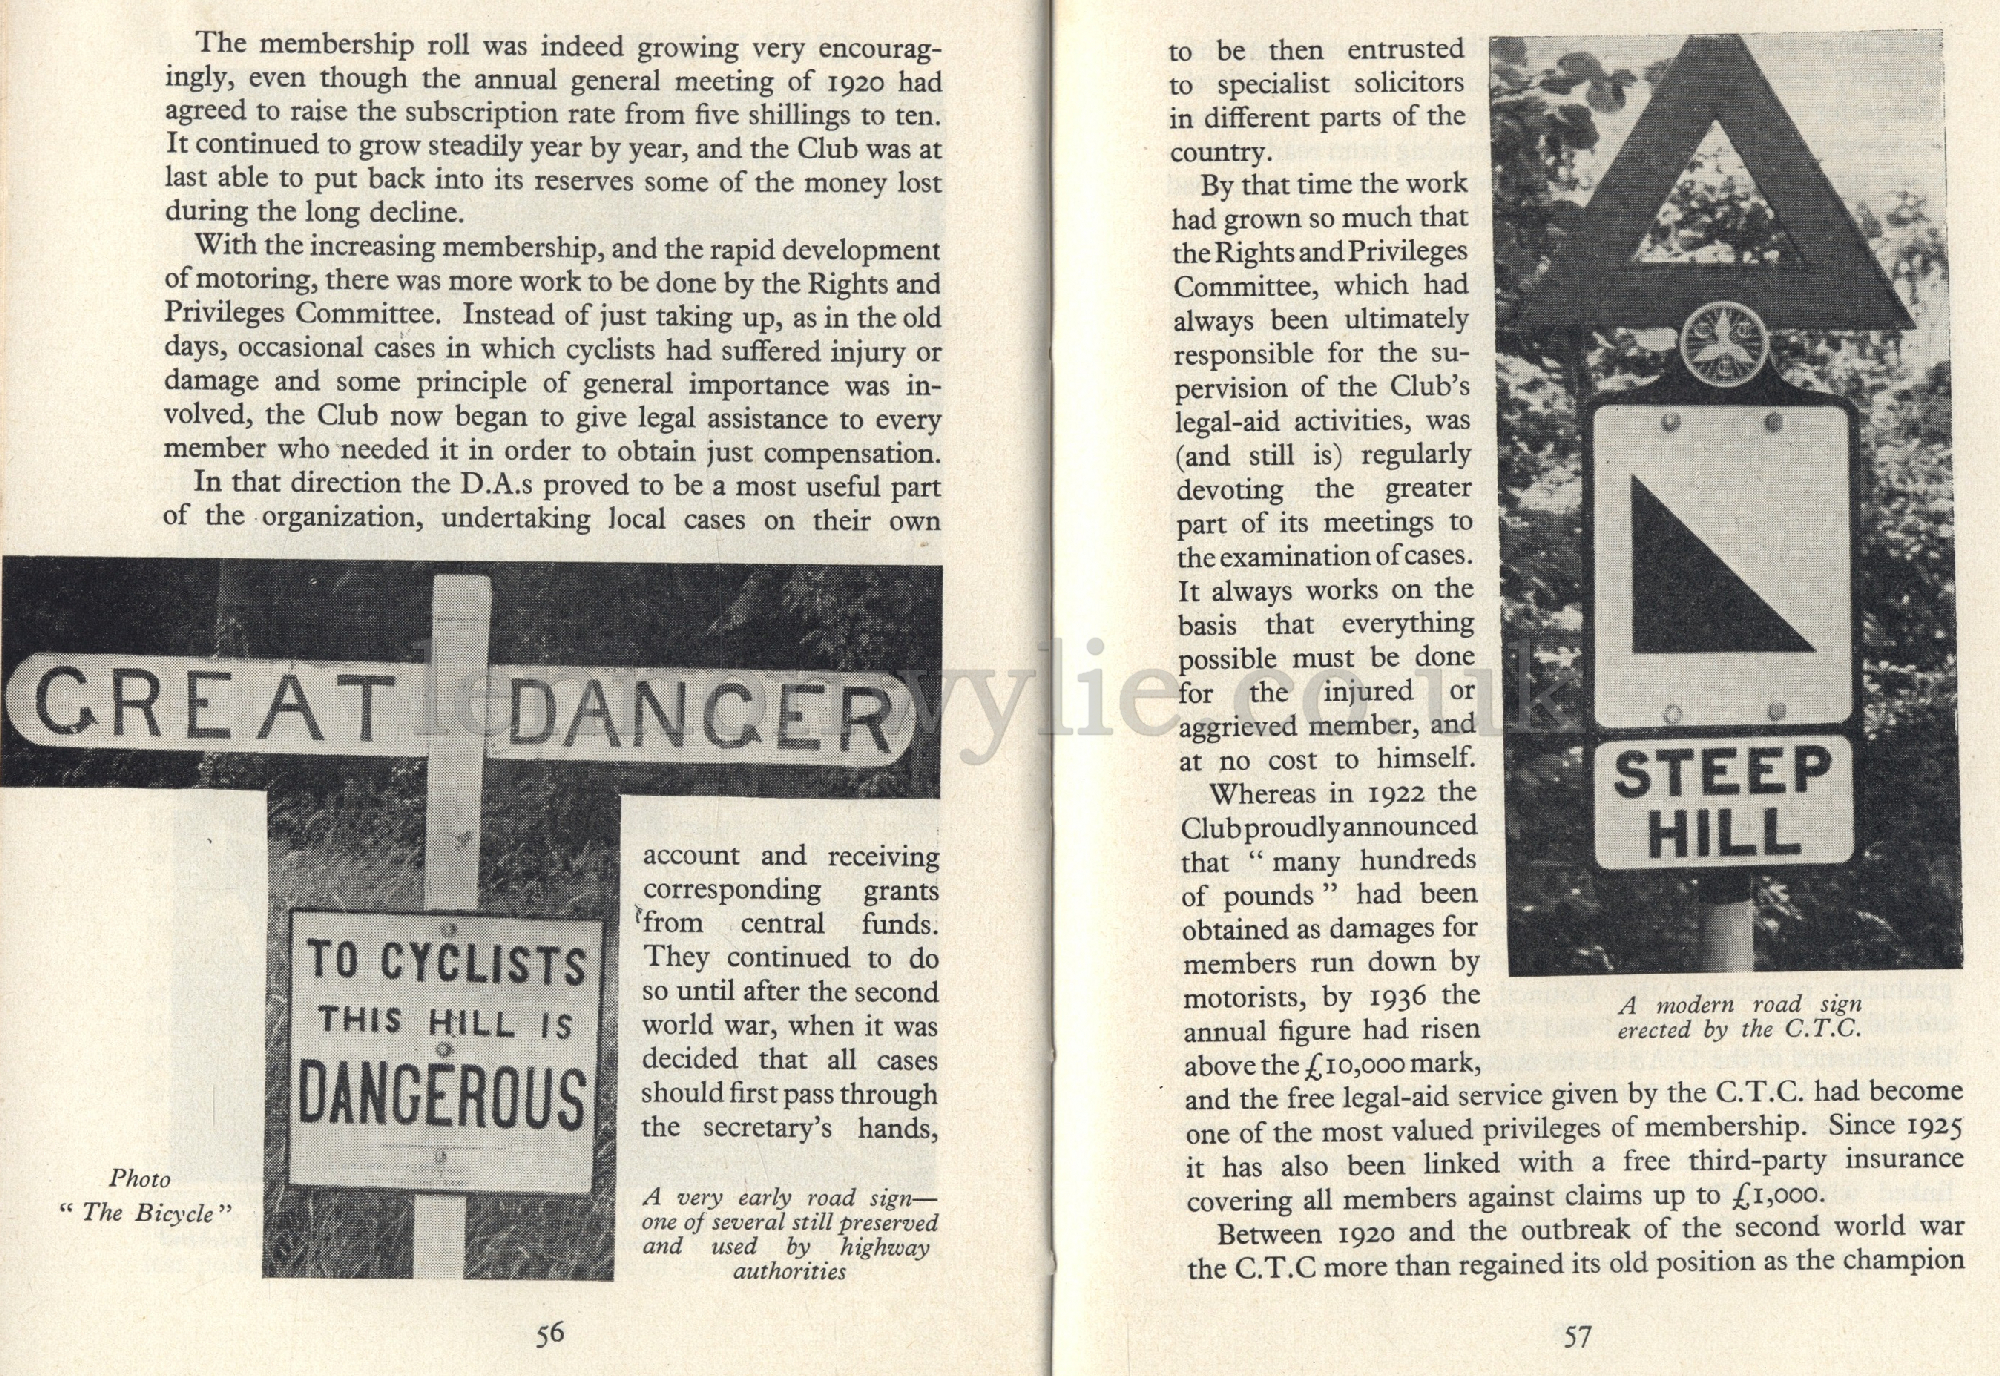 The membership roll was indeed growing very encourag-
ingly, even though the annual general meeting of 1920 had
agreed to raise the subscription rate from five shillings to ten.
It continued to grow steadily year by year, and the Club was at
last able to put back into its reserves some of the money lost
during the long decline.
With the increasing membership, and the rapid development
of motoring, there was more work to be done by the Rights and
Privileges Committee. Instead of just taking up, as in the old
days, occasional cases in which cyclists had suffered injury or
damage and some principle of general importance was in-
volved, the Club now began to give legal assistance to every
member who needed it in order to obtain just compensation.
In that direction the D.A.s proved to be a most useful part
of the organization, undertaking local cases on their own
GREAT DANGER
TO CYCLISTS
THIS HILL IS
DANGEROUS
Photo
“ The Bicycle ”
account and receiving
corresponding grants
from central funds.
They continued to do
so until after the second
world war, when it was
decided that all cases
should first pass through
the secretary's hands,
A very early road sign—
one of several still preserved
and used by highway
authorities
56
to be then entrusted
to specialist solicitors
in different parts of the
country.
By that time the work
had grown so much that
the Rights and Privileges
Committee, which had
always been ultimately
responsible for the su-
pervision of the Club's
legal-aid activities, was
(and still is) regularly
devoting the greater
part of its meetings to
the examination of cases.
It always works on the
basis that everything
possible must be done
for the injured or
aggrieved member, and
at no cost to himself.
Whereas in 1922 the
Club proudly announced
that “ many hundreds
of pounds ” had been
obtained as damages for
members run down by
motorists, by 1936 the
annual figure had risen
above the £10,000 mark,
and the free legal-aid service given by the C.T.C. had become
one of the most valued privileges of membership. Since 1925
it has also been linked with a free third-party insurance
covering all members against claims up to £1,000.
Between 1920 and the outbreak of the second world war
the C.T.C more than regained its old position as the champion
C T C
STEEP
HILL
A modern road sign
erected by the C.T.C.
57
lennonwylie.co.uk